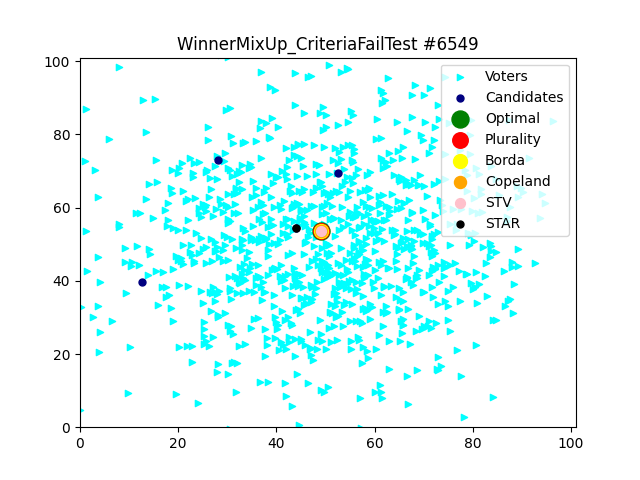 WinnerMixUp_CriteriaFailTest #6549
100
80
60
40
20
0
0 20 40 60 80 100
Voters
Candidates
Optimal
Plurality
Borda
Copeland
STV
STAR